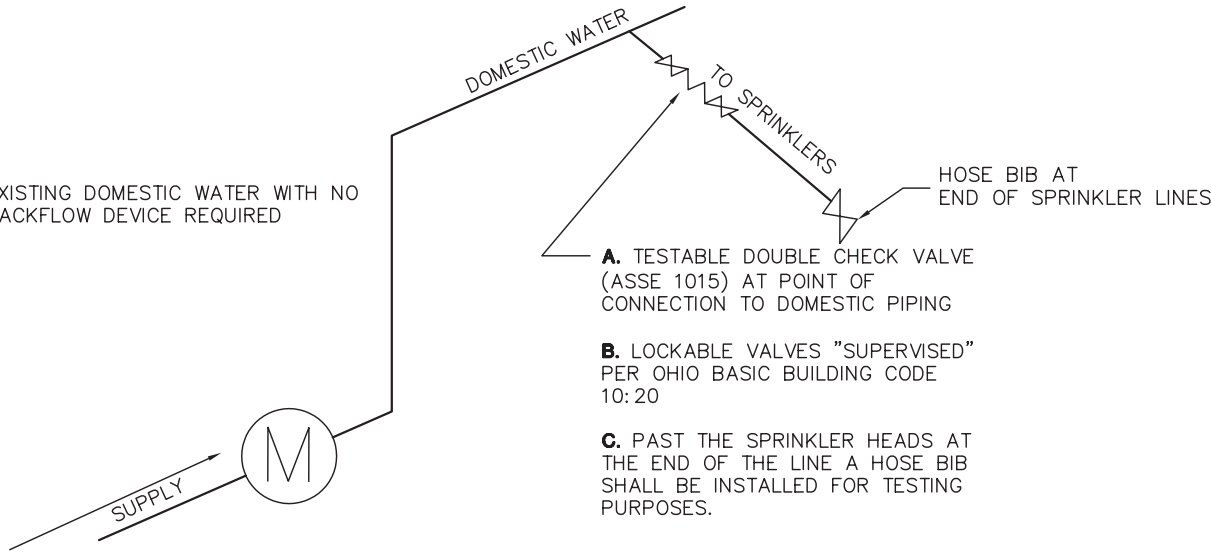 DOMESTIC WATER
TO SPRINKLERS
XISTING DOMESTIC WATER WITH NO
ACKFLOW DEVICE REQUIRED
HOSE BIB AT
END OF SPRINKLER LINES
A. TESTABLE DOUBLE CHECK VALVE
(ASSE 1015) AT POINT OF
CONNECTION TO DOMESTIC PIPING
B. LOCKABLE VALVES "SUPERVISED"
PER OHIO BASIC BUILDING CODE
10:20
C. PAST THE SPRINKLER HEADS AT
THE END OF THE LINE A HOSE BIB
SHALL BE INSTALLED FOR TESTING
PURPOSES.
M
SUPPLY